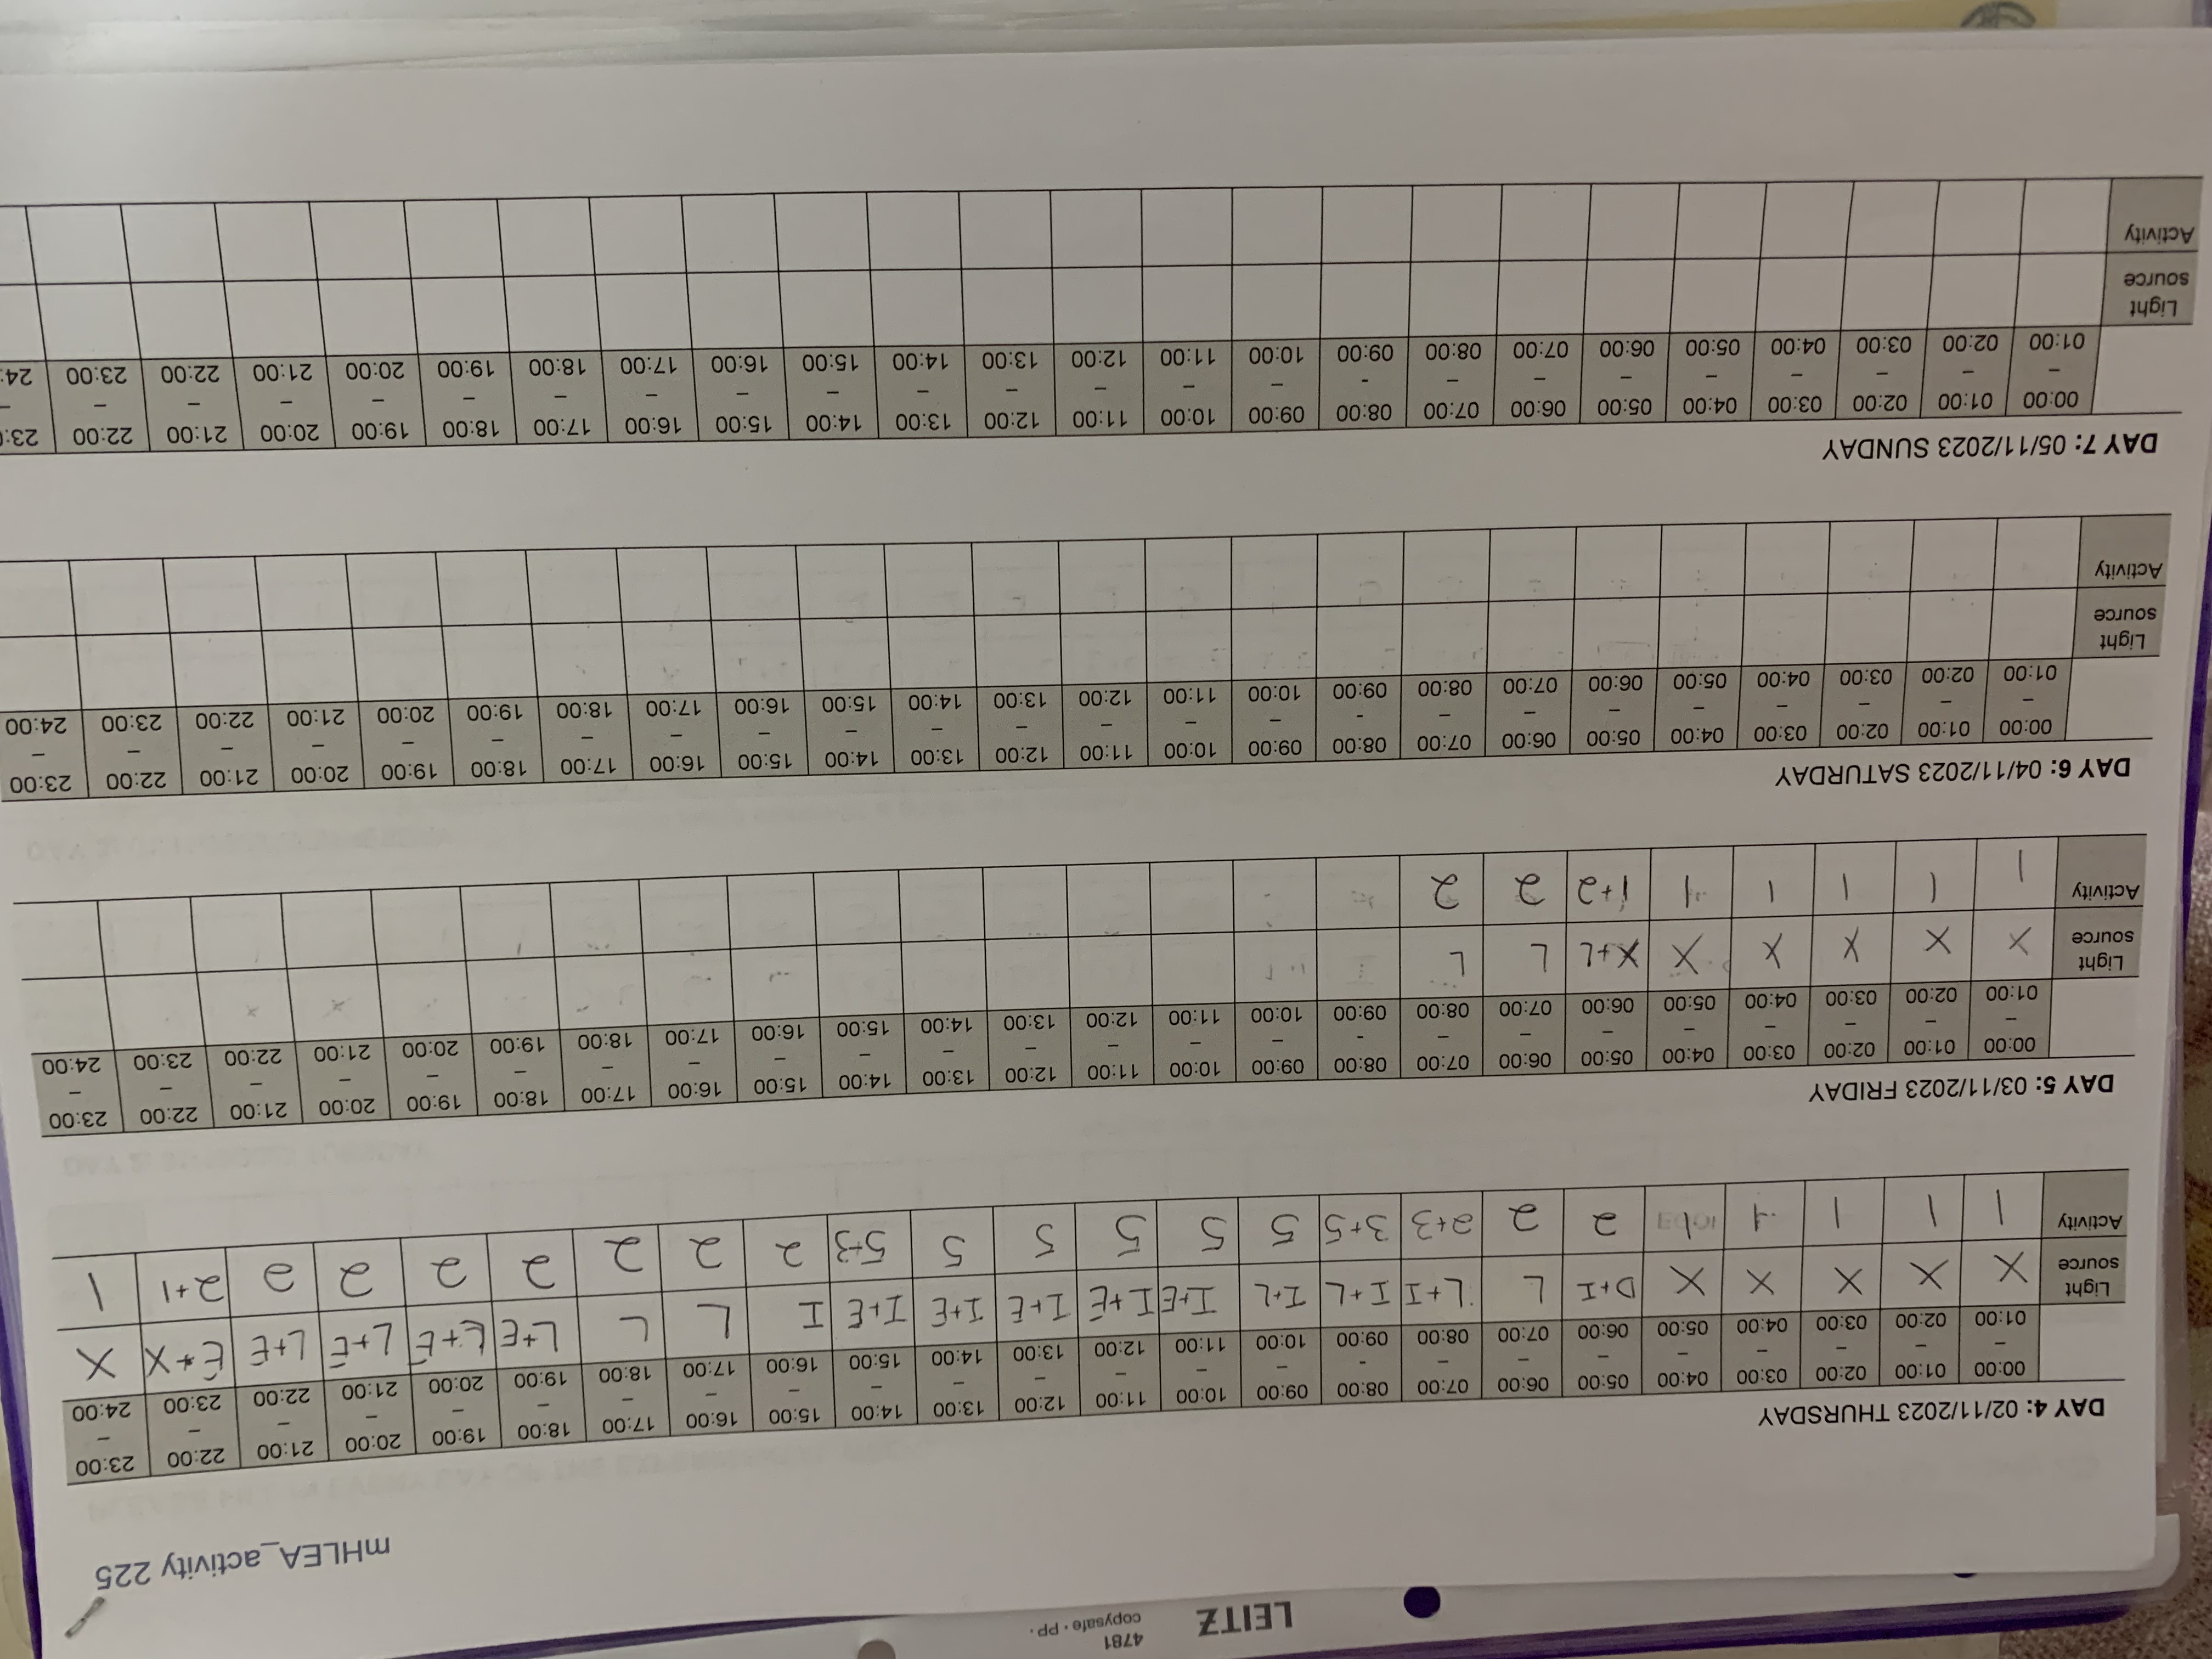 LEITZ
4781
copysafe · PP ·
mHLEA_activity 225
DAY 4: 02/11/2023 THURSDAY
00:00 – 01:00 01:00 – 02:00 02:00 – 03:00 03:00 – 04:00 04:00 – 05:00 05:00 – 06:00 06:00 – 07:00 07:00 – 08:00 08:00 - 09:00 09:00 – 10:00 10:00 – 11:00 11:00 – 12:00 12:00 – 13:00 13:00 – 14:00 14:00 – 15:00 15:00 – 16:00 16:00 – 17:00 17:00 – 18:00 18:00 – 19:00 19:00 – 20:00 20:00 – 21:00 21:00 – 22:00 22:00 – 23:00 23:00 – 24:00
Light source X X X X X D+I L L+I I+L I+L I+E I+E I+E I+E I+E I L L L+E L+E L+E L+E E+X X
Activity 1 1 1 1 2 2 2+3 3+5 5 5 5 5 5 5+3 2 2 2 2 2 2 2 2+1 1
DAY 5: 03/11/2023 FRIDAY
00:00 – 01:00 01:00 – 02:00 02:00 – 03:00 03:00 – 04:00 04:00 – 05:00 05:00 – 06:00 06:00 – 07:00 07:00 – 08:00 08:00 - 09:00 09:00 – 10:00 10:00 – 11:00 11:00 – 12:00 12:00 – 13:00 13:00 – 14:00 14:00 – 15:00 15:00 – 16:00 16:00 – 17:00 17:00 – 18:00 18:00 – 19:00 19:00 – 20:00 20:00 – 21:00 21:00 – 22:00 22:00 – 23:00 23:00 – 24:00
Light source X X X X X X+L L L
Activity 1 1 1 1 1 1+2 2 2
DAY 6: 04/11/2023 SATURDAY
00:00 – 01:00 01:00 – 02:00 02:00 – 03:00 03:00 – 04:00 04:00 – 05:00 05:00 – 06:00 06:00 – 07:00 07:00 – 08:00 08:00 - 09:00 09:00 – 10:00 10:00 – 11:00 11:00 – 12:00 12:00 – 13:00 13:00 – 14:00 14:00 – 15:00 15:00 – 16:00 16:00 – 17:00 17:00 – 18:00 18:00 – 19:00 19:00 – 20:00 20:00 – 21:00 21:00 – 22:00 22:00 – 23:00 23:00 – 24:00
Light source
Activity
DAY 7: 05/11/2023 SUNDAY
00:00 – 01:00 01:00 – 02:00 02:00 – 03:00 03:00 – 04:00 04:00 – 05:00 05:00 – 06:00 06:00 – 07:00 07:00 – 08:00 08:00 - 09:00 09:00 – 10:00 10:00 – 11:00 11:00 – 12:00 12:00 – 13:00 13:00 – 14:00 14:00 – 15:00 15:00 – 16:00 16:00 – 17:00 17:00 – 18:00 18:00 – 19:00 19:00 – 20:00 20:00 – 21:00 21:00 – 22:00 22:00 – 23:00
Light source
Activity